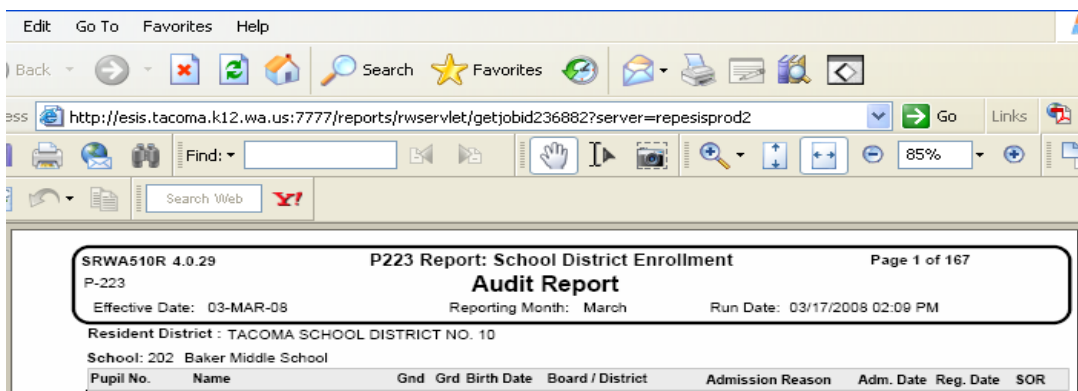 Edit Go To Favorites Help
Back Search Favorites
http://esis.tacoma.k12.wa.us:7777/reports/rwservlet/getjobid236882?server=repesisprod2 Go Links
Find: 85%
Search Web Y!
SRWA510R 4.0.29 P223 Report: School District Enrollment Page 1 of 167
P-223 Audit Report
Effective Date: 03-MAR-08 Reporting Month: March Run Date: 03/17/2008 02:09 PM
Resident District : TACOMA SCHOOL DISTRICT NO. 10
School: 202 Baker Middle School
Pupil No. Name Gnd Grd Birth Date Board / District Admission Reason Adm. Date Reg. Date SOR